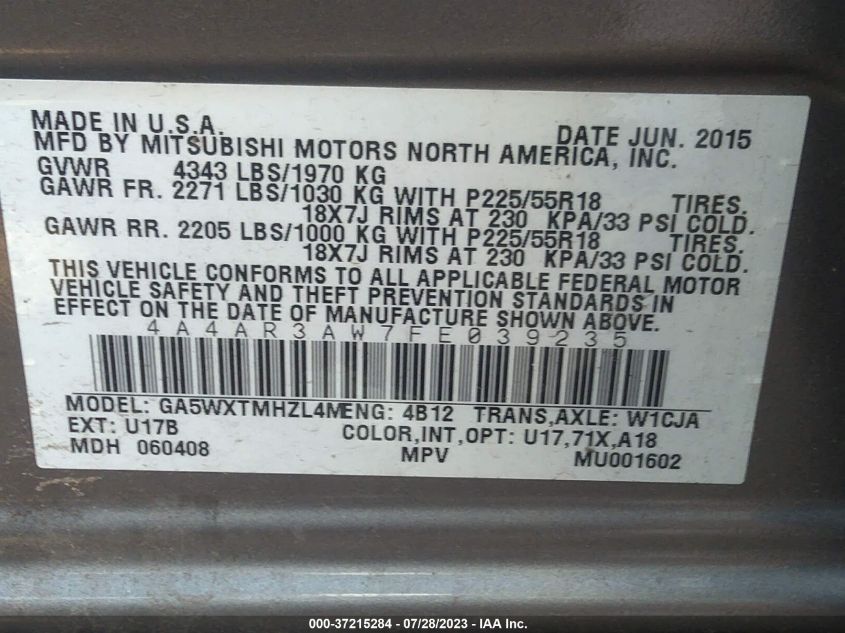 MADE IN U.S.A. DATE JUN. 2015
MFD BY MITSUBISHI MOTORS NORTH AMERICA, INC.
GVWR 4343 LBS/1970 KG
GAWR FR. 2271 LBS/1030 KG WITH P225/55R18 TIRES,
18X7J RIMS AT 230 KPA/33 PSI COLD.
GAWR RR. 2205 LBS/1000 KG WITH P225/55R18 TIRES,
18X7J RIMS AT 230 KPA/33 PSI COLD.
THIS VEHICLE CONFORMS TO ALL APPLICABLE FEDERAL MOTOR
VEHICLE SAFETY AND THEFT PREVENTION STANDARDS IN
EFFECT ON THE DATE OF MANUFACTURE SHOWN ABOVE.
4A4AR3AW7FE039235
MODEL: GA5WXTMHZL4MENG: 4B12 TRANS,AXLE: W1CJA
EXT: U17B COLOR,INT,OPT: U17,71X,A18
MDH 060408 MPV MU001602
000-37215284 - 07/28/2023 - IAA Inc.